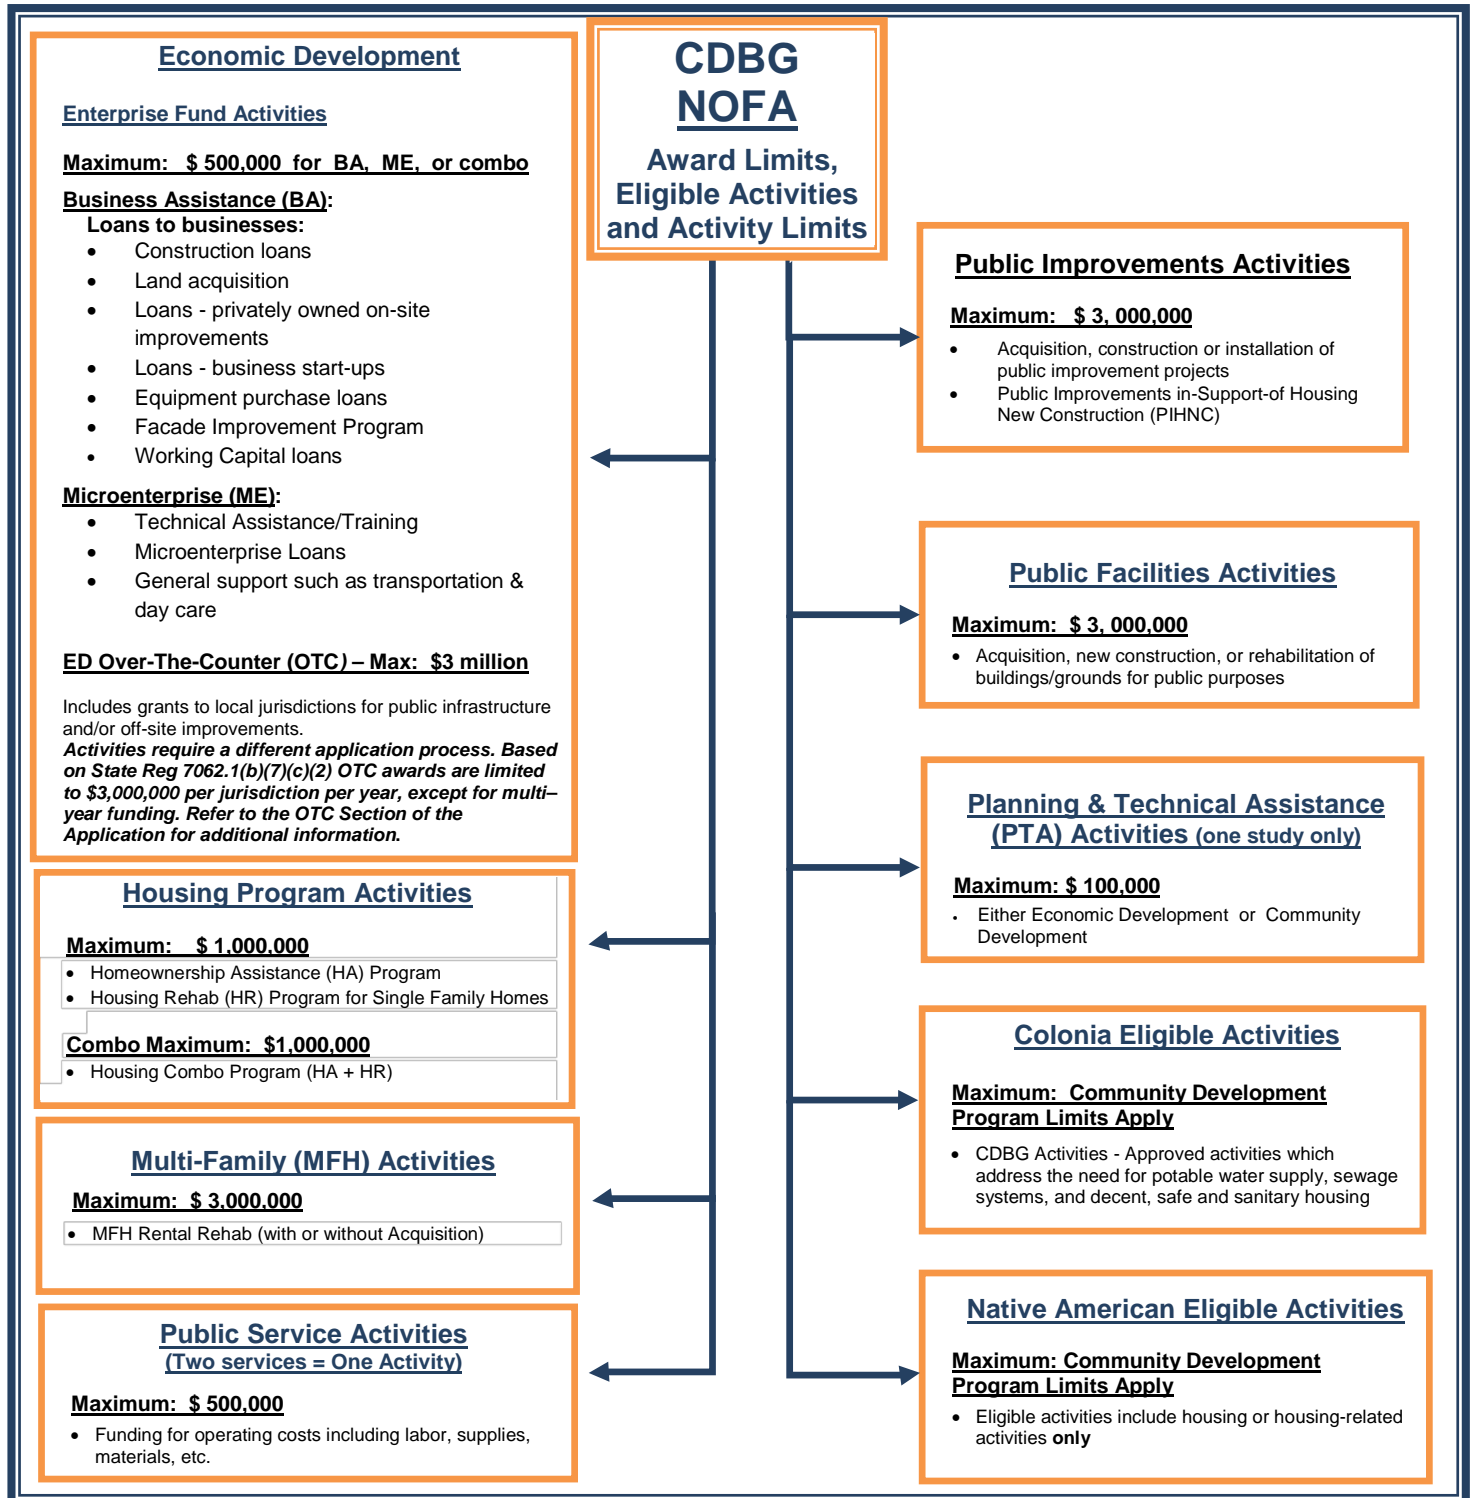 CDBG
NOFA
Award Limits,
Eligible Activities
and Activity Limits
Economic Development
Enterprise Fund Activities
Maximum: $ 500,000 for BA, ME, or combo
Business Assistance (BA):
Loans to businesses:
• Construction loans
• Land acquisition
• Loans - privately owned on-site
improvements
• Loans - business start-ups
• Equipment purchase loans
• Facade Improvement Program
• Working Capital loans
Microenterprise (ME):
• Technical Assistance/Training
• Microenterprise Loans
• General support such as transportation &
day care
ED Over-The-Counter (OTC) – Max: $3 million
Includes grants to local jurisdictions for public infrastructure
and/or off-site improvements.
Activities require a different application process. Based
on State Reg 7062.1(b)(7)(c)(2) OTC awards are limited
to $3,000,000 per jurisdiction per year, except for multi–
year funding. Refer to the OTC Section of the
Application for additional information.
Housing Program Activities
Maximum: $ 1,000,000
• Homeownership Assistance (HA) Program
• Housing Rehab (HR) Program for Single Family Homes
Combo Maximum: $1,000,000
• Housing Combo Program (HA + HR)
Multi-Family (MFH) Activities
Maximum: $ 3,000,000
• MFH Rental Rehab (with or without Acquisition)
Public Service Activities
(Two services = One Activity)
Maximum: $ 500,000
• Funding for operating costs including labor, supplies,
materials, etc.
Public Improvements Activities
Maximum: $ 3, 000,000
• Acquisition, construction or installation of
public improvement projects
• Public Improvements in-Support-of Housing
New Construction (PIHNC)
Public Facilities Activities
Maximum: $ 3, 000,000
• Acquisition, new construction, or rehabilitation of
buildings/grounds for public purposes
Planning & Technical Assistance
(PTA) Activities (one study only)
Maximum: $ 100,000
• Either Economic Development or Community
Development
Colonia Eligible Activities
Maximum: Community Development
Program Limits Apply
• CDBG Activities - Approved activities which
address the need for potable water supply, sewage
systems, and decent, safe and sanitary housing
Native American Eligible Activities
Maximum: Community Development
Program Limits Apply
• Eligible activities include housing or housing-related
activities only